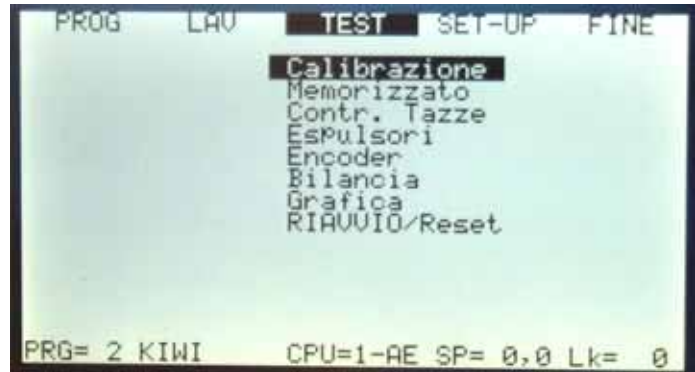 PROG LAV TEST SET-UP FINE
Calibrazione
Memorizzato
Contr. Tazze
Espulsori
Encoder
Bilancia
Grafica
RIAVVIO/Reset
PRG= 2 KIWI CPU=1-AE SP= 0,0 Lk= 0